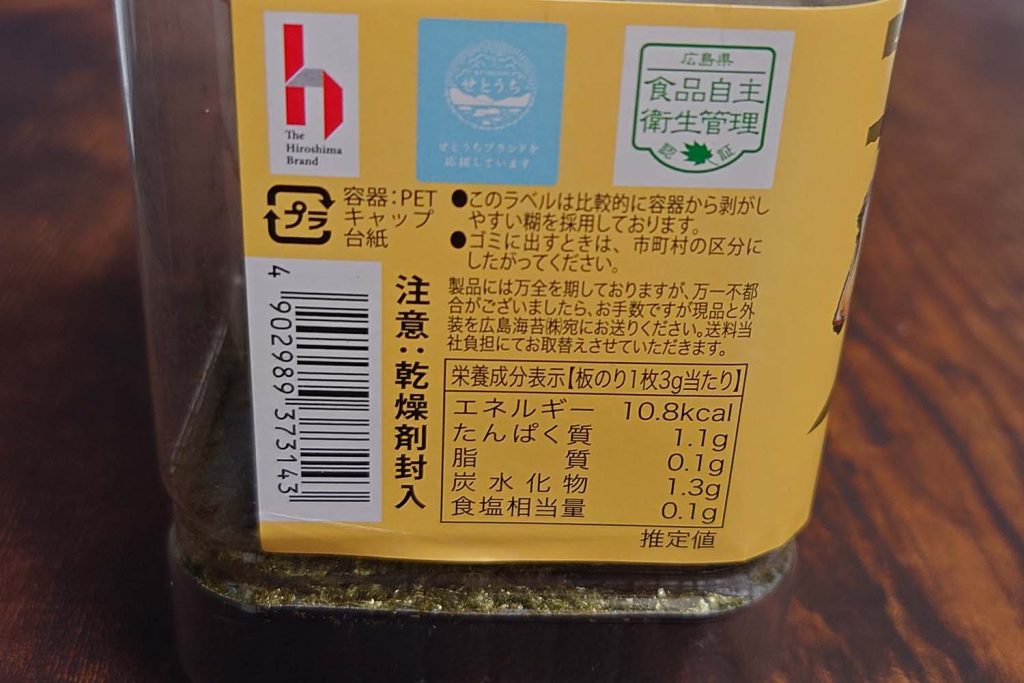 The
Hiroshima
Brand
せとうち
せとうちブランドを
応援しています
広島県
食品自主
衛生管理
認証
プラ
容器:PET
キャップ
台紙
●このラベルは比較的に容器から剥がし
やすい糊を採用しております。
●ゴミに出すときは、市町村の区分に
したがってください。
製品には万全を期しておりますが、万一不都
合がございましたら、お手数ですが現品と外
装を広島海苔㈱宛にお送りください。送料当
社負担にてお取替えさせていただきます。
4 902989 373143
注意:乾燥剤封入
栄養成分表示【板のり1枚3g当たり】
エネルギー 10.8kcal
たんぱく質 1.1g
脂質 0.1g
炭水化物 1.3g
食塩相当量 0.1g
推定値